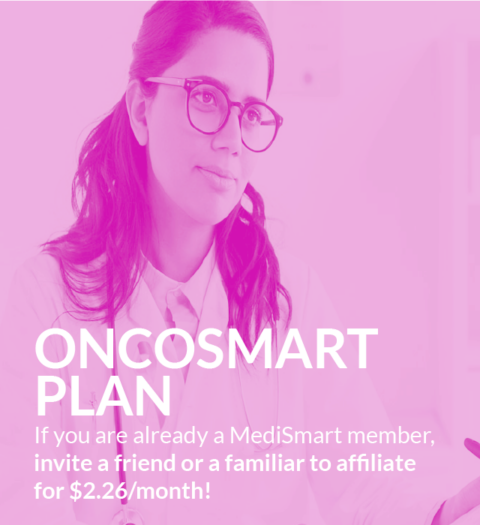 ONCOSMART
PLAN
If you are already a MediSmart member,
invite a friend or a familiar to affiliate
for $2.26/month!